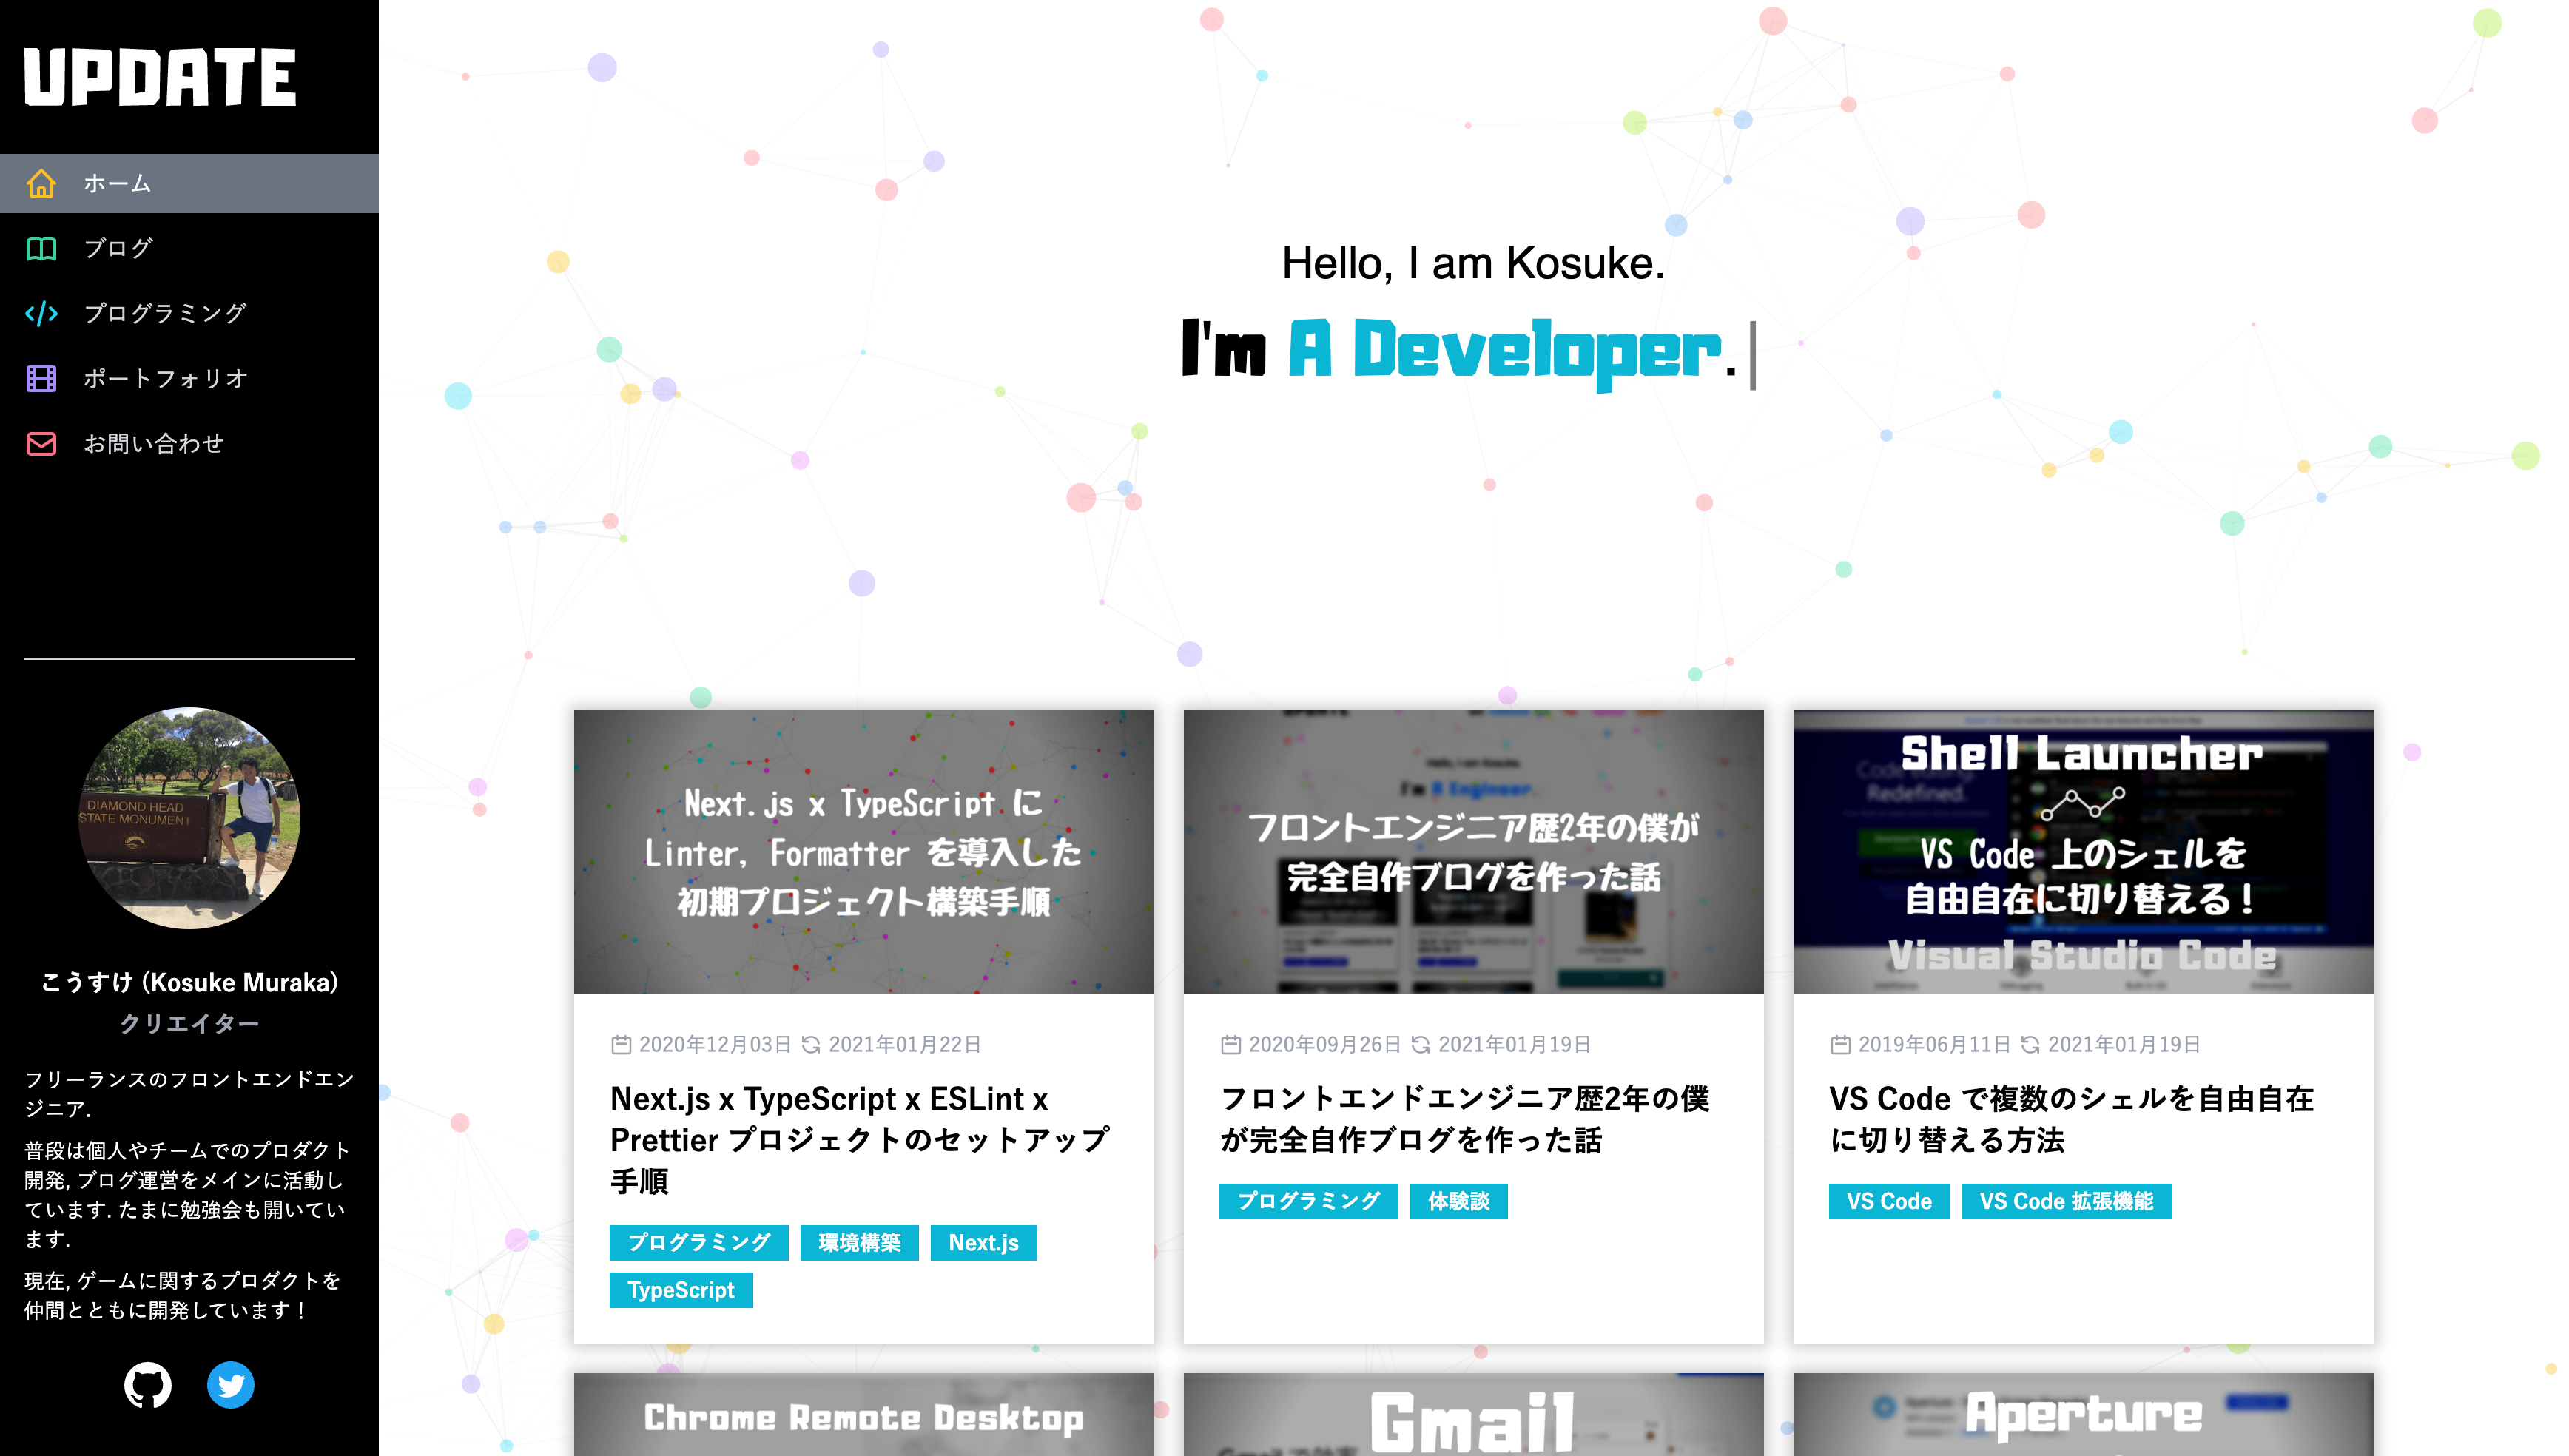 UPDATE
ホーム
ブログ
プログラミング
ポートフォリオ
お問い合わせ
DIAMOND HEAD
STATE MONUMENT
こうすけ (Kosuke Muraka)
クリエイター
フリーランスのフロントエンドエン
ジニア.
普段は個人やチームでのプロダクト
開発, ブログ運営をメインに活動し
ています. たまに勉強会も開いてい
ます.
現在, ゲームに関するプロダクトを
仲間とともに開発しています！
Hello, I am Kosuke.
I'm A Developer.
Next.js x TypeScript に
Linter, Formatter を導入した
初期プロジェクト構築手順
2020年12月03日 2021年01月22日
Next.js x TypeScript x ESLint x
Prettier プロジェクトのセットアップ
手順
プログラミング 環境構築 Next.js
TypeScript
Hello, I am Kosuke.
I'm A Engineer.
フロントエンジニア歴2年の僕が
完全自作ブログを作った話
2020年09月26日 2021年01月19日
フロントエンドエンジニア歴2年の僕
が完全自作ブログを作った話
プログラミング 体験談
Shell Launcher
Code editing.
Redefined.
VS Code 上のシェルを
自由自在に切り替える！
Visual Studio Code
2019年06月11日 2021年01月19日
VS Code で複数のシェルを自由自在
に切り替える方法
VS Code VS Code 拡張機能
Chrome Remote Desktop
Gmail
Aperture